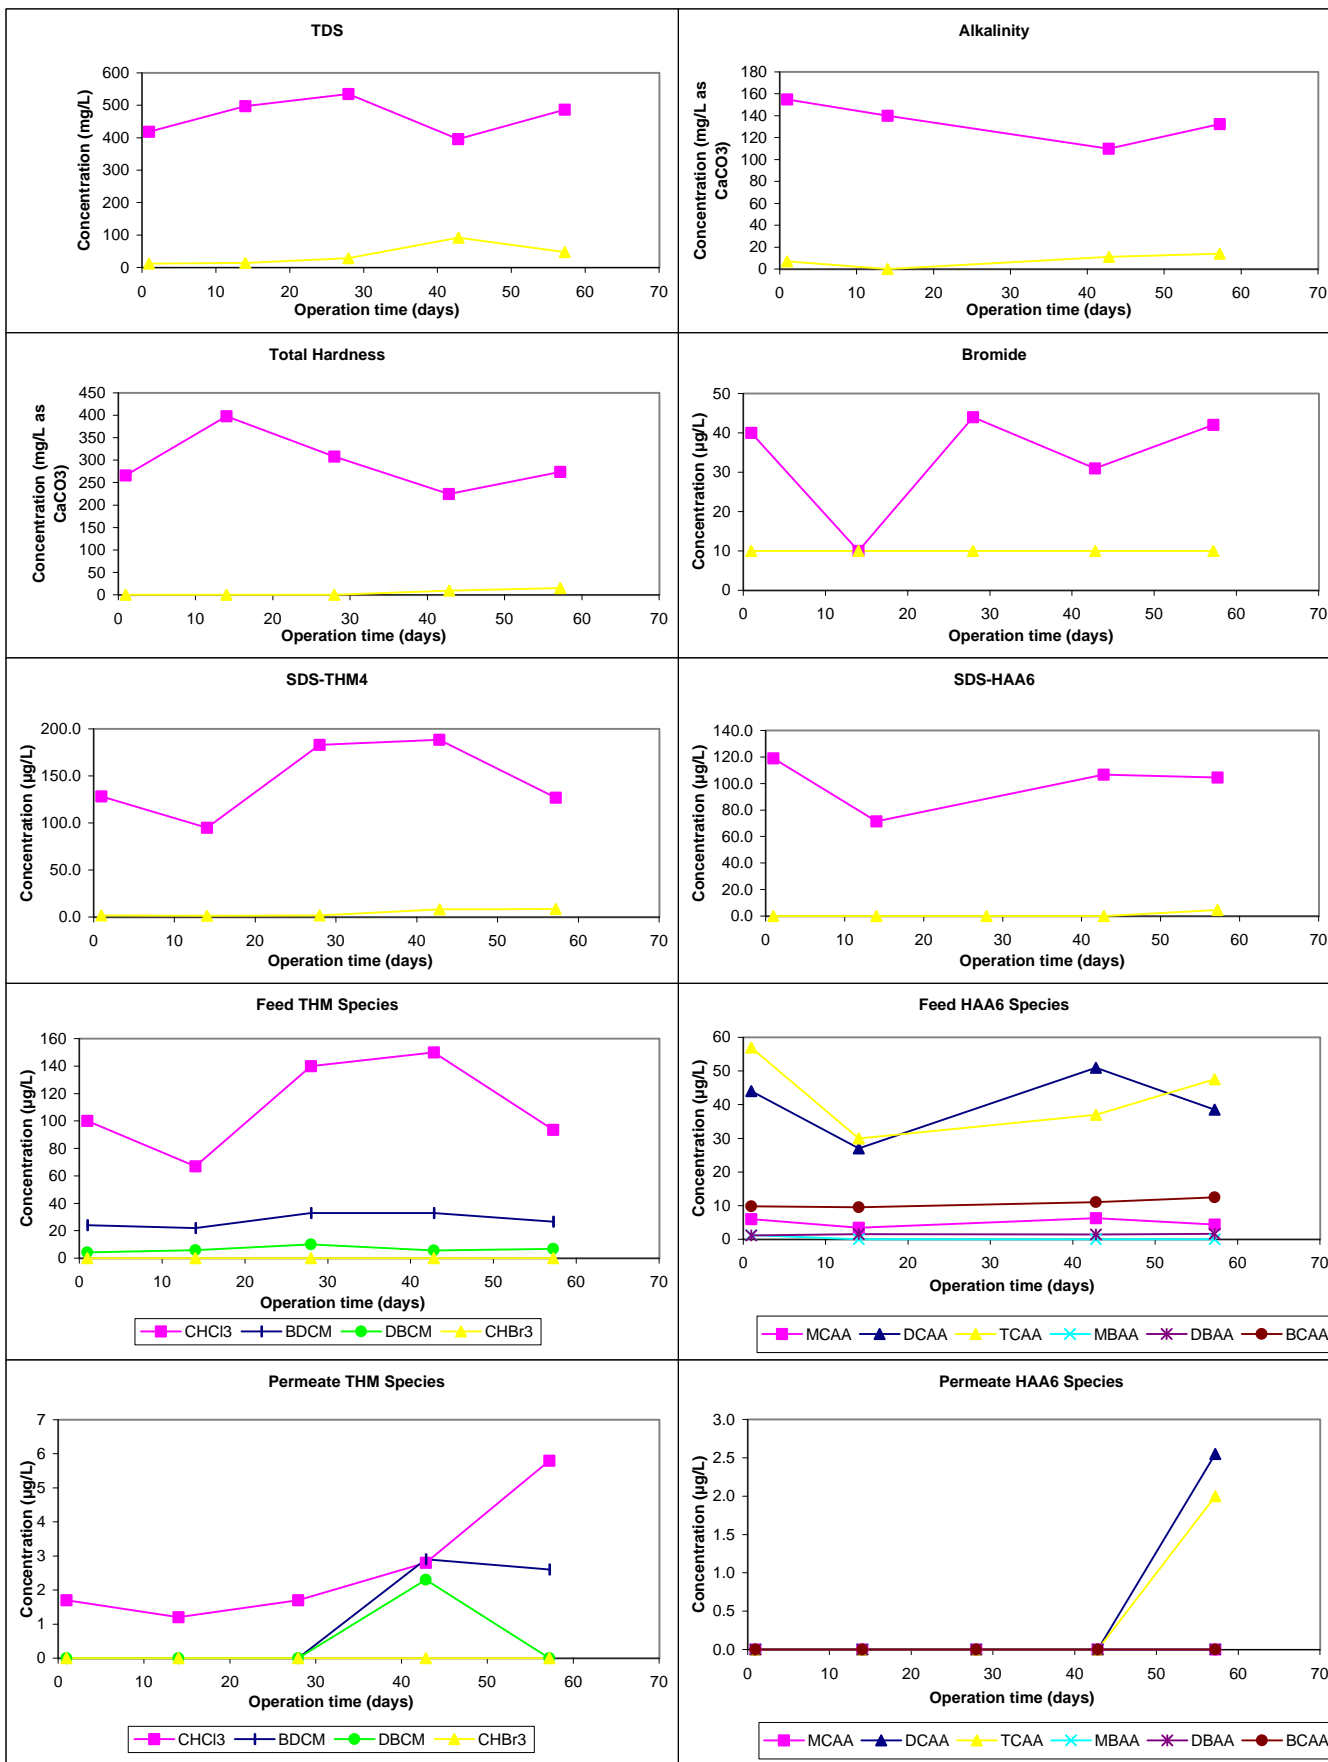 TDS
Concentration (mg/L)
600
500
400
300
200
100
0
0 10 20 30 40 50 60 70
Operation time (days)
Alkalinity
Concentration (mg/L as
CaCO3)
180
160
140
120
100
80
60
40
20
0
0 10 20 30 40 50 60 70
Operation time (days)
Total Hardness
Concentration (mg/L as
CaCO3)
450
400
350
300
250
200
150
100
50
0
0 10 20 30 40 50 60 70
Operation time (days)
Bromide
Concentration (µg/L)
50
40
30
20
10
0
0 10 20 30 40 50 60 70
Operation time (days)
SDS-THM4
Concentration (µg/L)
200.0
150.0
100.0
50.0
0.0
0 10 20 30 40 50 60 70
Operation time (days)
SDS-HAA6
Concentration (µg/L)
140.0
120.0
100.0
80.0
60.0
40.0
20.0
0.0
0 10 20 30 40 50 60 70
Operation time (days)
Feed THM Species
Concentration (µg/L)
160
140
120
100
80
60
40
20
0
0 10 20 30 40 50 60 70
Operation time (days)
CHCl3 BDCM DBCM CHBr3
Feed HAA6 Species
Concentration (µg/L)
60
50
40
30
20
10
0
0 10 20 30 40 50 60 70
Operation time (days)
MCAA DCAA TCAA MBAA DBAA BCAA
Permeate THM Species
Concentration (µg/L)
7
6
5
4
3
2
1
0
0 10 20 30 40 50 60 70
Operation time (days)
CHCl3 BDCM DBCM CHBr3
Permeate HAA6 Species
Concentration (µg/L)
3.0
2.5
2.0
1.5
1.0
0.5
0.0
0 10 20 30 40 50 60 70
Operation time (days)
MCAA DCAA TCAA MBAA DBAA BCAA